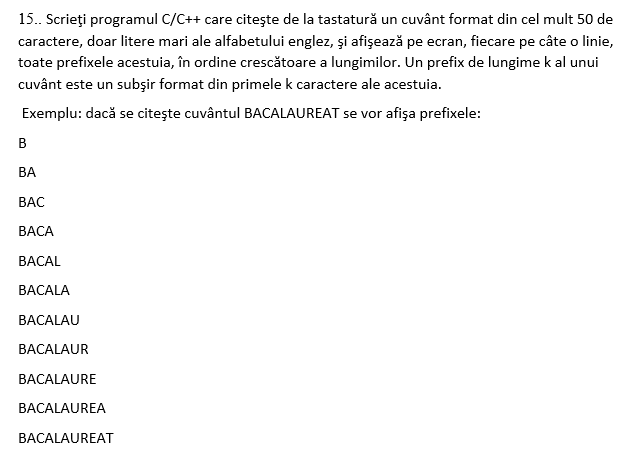 15.. Scrieţi programul C/C++ care citeşte de la tastatură un cuvânt format din cel mult 50 de
caractere, doar litere mari ale alfabetului englez, şi afişează pe ecran, fiecare pe câte o linie,
toate prefixele acestuia, în ordine crescătoare a lungimilor. Un prefix de lungime k al unui
cuvânt este un subşir format din primele k caractere ale acestuia.
Exemplu: dacă se citeşte cuvântul BACALAUREAT se vor afişa prefixele:
B
BA
BAC
BACA
BACAL
BACALA
BACALAU
BACALAUR
BACALAURE
BACALAUREA
BACALAUREAT